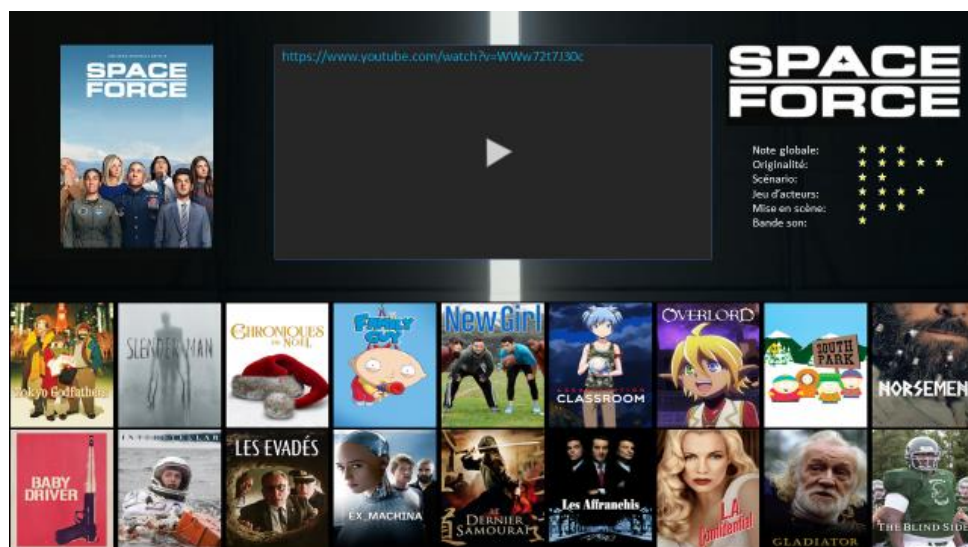 SPACE
FORCE
https://www.youtube.com/watch?v=WWw72t7J30c
SPACE
FORCE
Note globale:
Originalité:
Scénario:
Jeu d'acteurs:
Mise en scène:
Bande son:
Tokyo Godfathers
SLENDER MAN
CHRONIQUES
DE NOËL
FAMILY
GUY
New Girl
CLASSROOM
OVERLORD
SOUTH
PARK
NORSEMEN
BABY
DRIVER
INTERSTELLAR
LES EVADÉS
EX_MACHINA
LE
DERNIER
SAMOURAI
Les Affranchis
L.A.
Confidential
GLADIATOR
THE BLIND SIDE